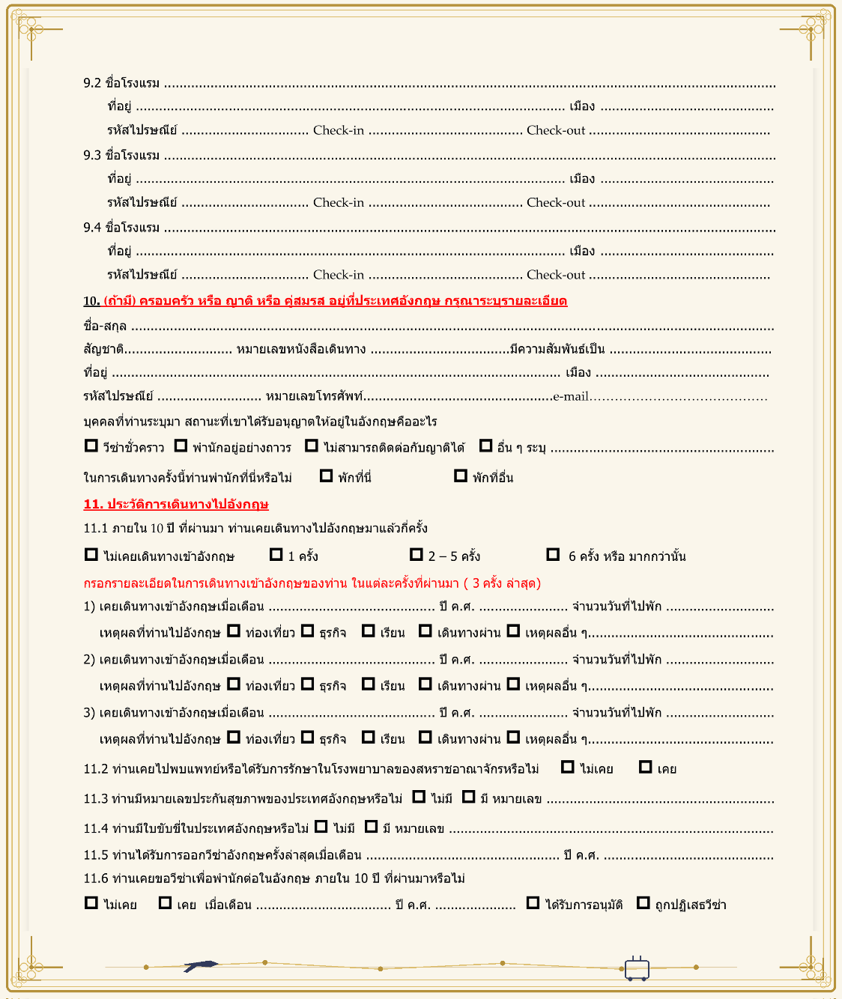 9.2 ชื่อโรงแรม ................................................................................
ที่อยู่ ................................................................ เมือง ................................
รหัสไปรษณีย์ ................................ Check-in ................................ Check-out ................................
9.3 ชื่อโรงแรม ................................................................................
ที่อยู่ ................................................................ เมือง ................................
รหัสไปรษณีย์ ................................ Check-in ................................ Check-out ................................
9.4 ชื่อโรงแรม ................................................................................
ที่อยู่ ................................................................ เมือง ................................
รหัสไปรษณีย์ ................................ Check-in ................................ Check-out ................................
10. (ถ้ามี) ครอบครัว หรือ ญาติ หรือ คู่สมรส อยู่ที่ประเทศอังกฤษ กรุณาระบุรายละเอียด
ชื่อ-สกุล ................................................................................
สัญชาติ............................ หมายเลขหนังสือเดินทาง ....................................มีความสัมพันธ์เป็น ................................
ที่อยู่ ................................................................ เมือง ................................
รหัสไปรษณีย์ ........................... หมายเลขโทรศัพท์................................................e-mail................................
บุคคลที่ท่านระบุมา สถานะที่เขาได้รับอนุญาตให้อยู่ในอังกฤษคืออะไร
☐ วีซ่าชั่วคราว ☐ พำนักอยู่อย่างถาวร ☐ ไม่สามารถติดต่อกับญาติได้ ☐ อื่น ๆ ระบุ ................................
ในการเดินทางครั้งนี้ท่านพำนักที่นี่หรือไม่ ☐ พักที่นี่ ☐ พักที่อื่น
11. ประวัติการเดินทางไปอังกฤษ
11.1 ภายใน 10 ปี ที่ผ่านมา ท่านเคยเดินทางไปอังกฤษมาแล้วกี่ครั้ง
☐ ไม่เคยเดินทางเข้าอังกฤษ ☐ 1 ครั้ง ☐ 2 – 5 ครั้ง ☐ 6 ครั้ง หรือ มากกว่านั้น
กรอกรายละเอียดในการเดินทางเข้าอังกฤษของท่าน ในแต่ละครั้งที่ผ่านมา ( 3 ครั้ง ล่าสุด)
1) เคยเดินทางเข้าอังกฤษเมื่อเดือน ........................................... ปี ค.ศ. ....................... จำนวนวันที่ไปพัก ............................
เหตุผลที่ท่านไปอังกฤษ ☐ ท่องเที่ยว ☐ ธุรกิจ ☐ เรียน ☐ เดินทางผ่าน ☐ เหตุผลอื่น ๆ................................
2) เคยเดินทางเข้าอังกฤษเมื่อเดือน ........................................... ปี ค.ศ. ....................... จำนวนวันที่ไปพัก ............................
เหตุผลที่ท่านไปอังกฤษ ☐ ท่องเที่ยว ☐ ธุรกิจ ☐ เรียน ☐ เดินทางผ่าน ☐ เหตุผลอื่น ๆ................................
3) เคยเดินทางเข้าอังกฤษเมื่อเดือน ........................................... ปี ค.ศ. ....................... จำนวนวันที่ไปพัก ............................
เหตุผลที่ท่านไปอังกฤษ ☐ ท่องเที่ยว ☐ ธุรกิจ ☐ เรียน ☐ เดินทางผ่าน ☐ เหตุผลอื่น ๆ................................
11.2 ท่านเคยไปพบแพทย์หรือได้รับการรักษาในโรงพยาบาลของสหราชอาณาจักรหรือไม่ ☐ ไม่เคย ☐ เคย
11.3 ท่านมีหมายเลขประกันสุขภาพของประเทศอังกฤษหรือไม่ ☐ ไม่มี ☐ มี หมายเลข ................................
11.4 ท่านมีใบขับขี่ในประเทศอังกฤษหรือไม่ ☐ ไม่มี ☐ มี หมายเลข ................................
11.5 ท่านได้รับการออกวีซ่าอังกฤษครั้งล่าสุดเมื่อเดือน ................................ ปี ค.ศ. ................................
11.6 ท่านเคยขอวีซ่าเพื่อพำนักต่อในอังกฤษ ภายใน 10 ปี ที่ผ่านมาหรือไม่
☐ ไม่เคย ☐ เคย เมื่อเดือน ................................... ปี ค.ศ. ..................... ☐ ได้รับการอนุมัติ ☐ ถูกปฏิเสธวีซ่า